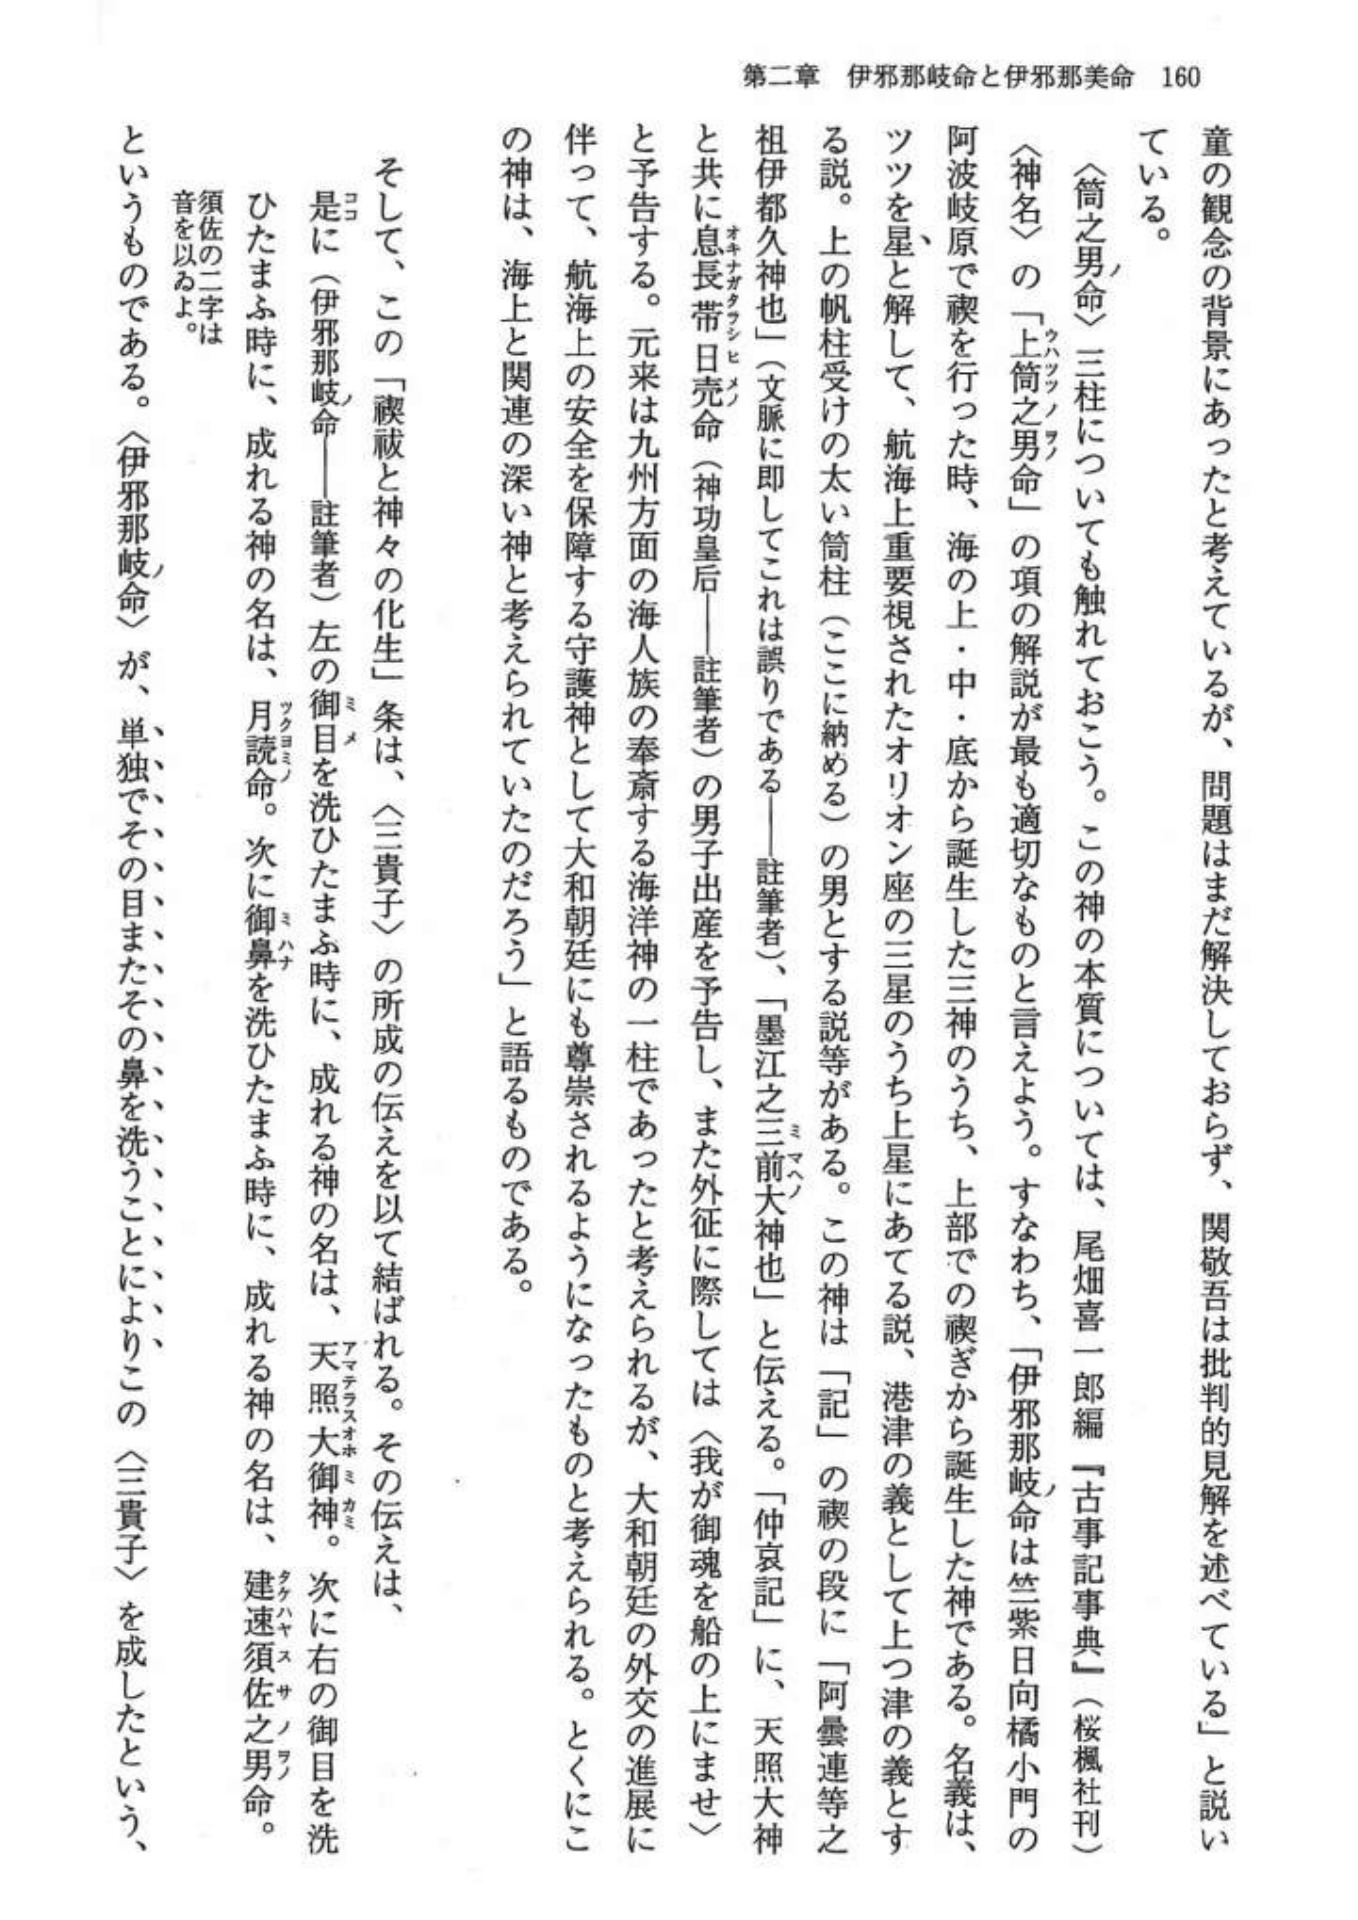 第二章　伊邪那岐命と伊邪那美命　160
童の観念の背景にあったと考えているが、問題はまだ解決しておらず、関敬吾は批判的見解を述べている」と説い
ている。
〈筒之男ノ命〉三柱についても触れておこう。この神の本質については、尾畑喜一郎編『古事記事典』（桜楓社刊）
〈神名〉の「上筒之男命」の項の解説が最も適切なものと言えよう。すなわち、「伊邪那岐ノ命は竺紫日向橘小門の
阿波岐原で禊を行った時、海の上・中・底から誕生した三神のうち、上部での禊ぎから誕生した神である。名義は、
ツツを星と解して、航海上重要視されたオリオン座の三星のうち上星にあてる説、港津の義として上つ津の義とす
る説。上の帆柱受けの太い筒柱（ここに納める）の男とする説等がある。この神は「記」の禊の段に「阿曇連等之
祖伊都久神也」（文脈に即してこれは誤りである――註筆者）、「墨江之三前大神也」と伝える。「仲哀記」に、天照大神
と共に息長帯日売命（神功皇后――註筆者）の男子出産を予告し、また外征に際しては〈我が御魂を船の上にませ〉
と予告する。元来は九州方面の海人族の奉斎する海洋神の一柱であったと考えられるが、大和朝廷の外交の進展に
伴って、航海上の安全を保障する守護神として大和朝廷にも尊崇されるようになったものと考えられる。とくにこ
の神は、海上と関連の深い神と考えられていたのだろう」と語るものである。
そして、この「禊祓と神々の化生」条は、〈三貴子〉の所成の伝えを以て結ばれる。その伝えは、
是に（伊邪那岐ノ命――註筆者）左の御目を洗ひたまふ時に、成れる神の名は、天照大御神。次に右の御目を洗
ひたまふ時に、成れる神の名は、月読命。次に御鼻を洗ひたまふ時に、成れる神の名は、建速須佐之男命。
須佐の二字は
音を以ゐよ。
というものである。〈伊邪那岐ノ命〉が、単独でその目またその鼻を洗うことによりこの〈三貴子〉を成したという、